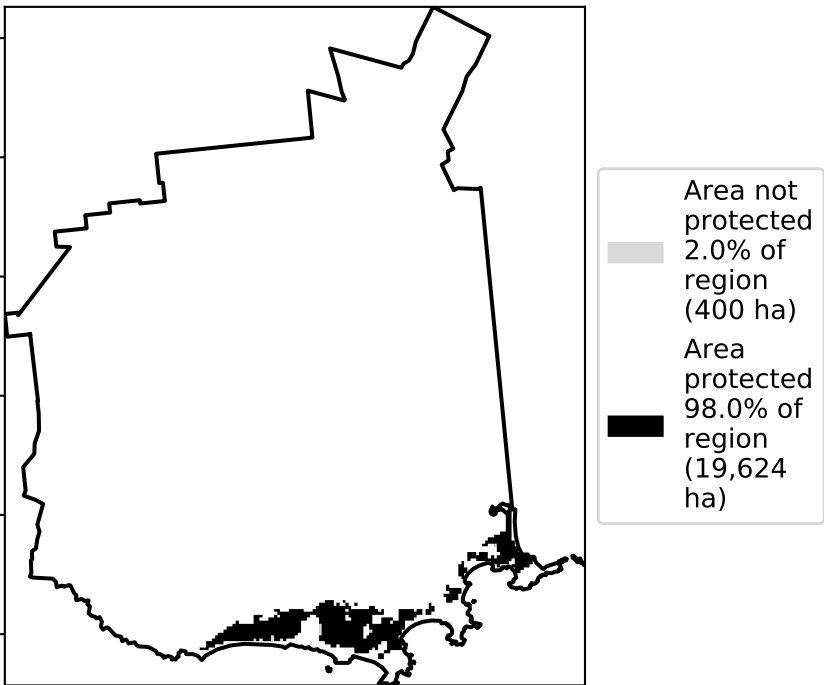 Area not
protected
2.0% of
region
(400 ha)
Area
protected
98.0% of
region
(19,624
ha)